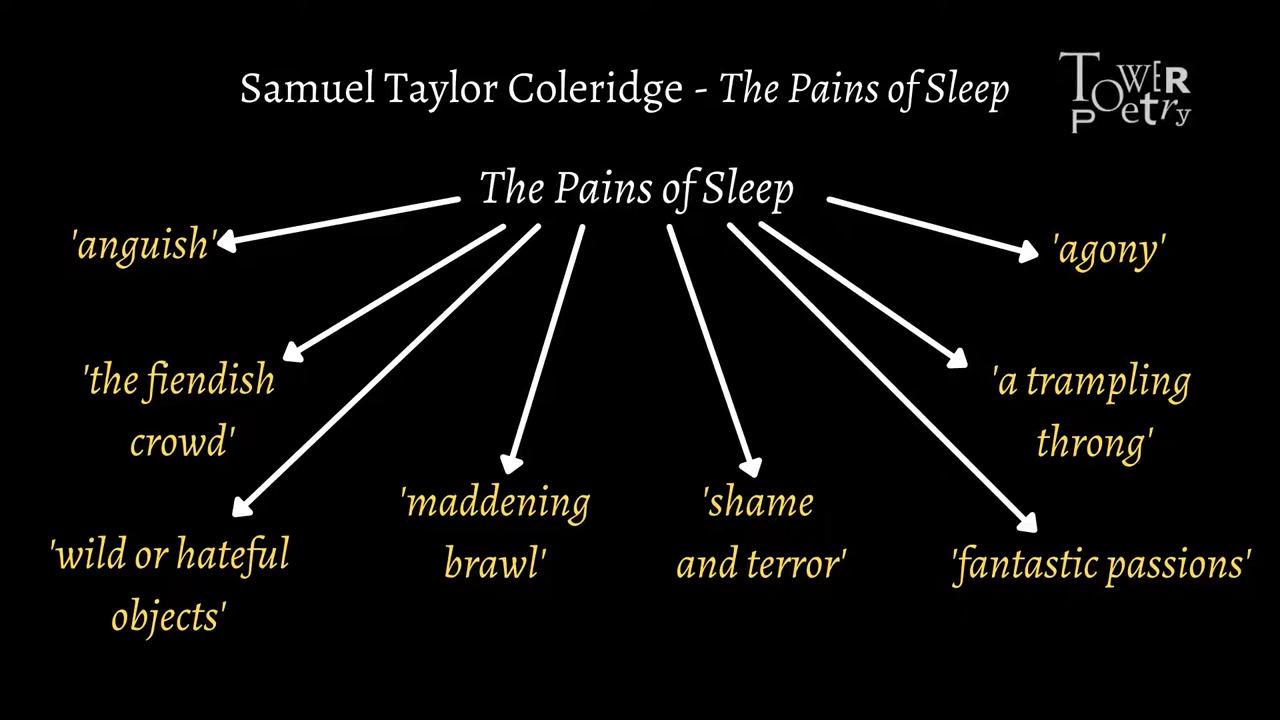 Samuel Taylor Coleridge - The Pains of Sleep
TOWER
POetry
The Pains of Sleep
'anguish'
'agony'
'the fiendish
crowd'
'a trampling
throng'
'wild or hateful
objects'
'maddening
brawl'
'shame
and terror'
'fantastic passions'